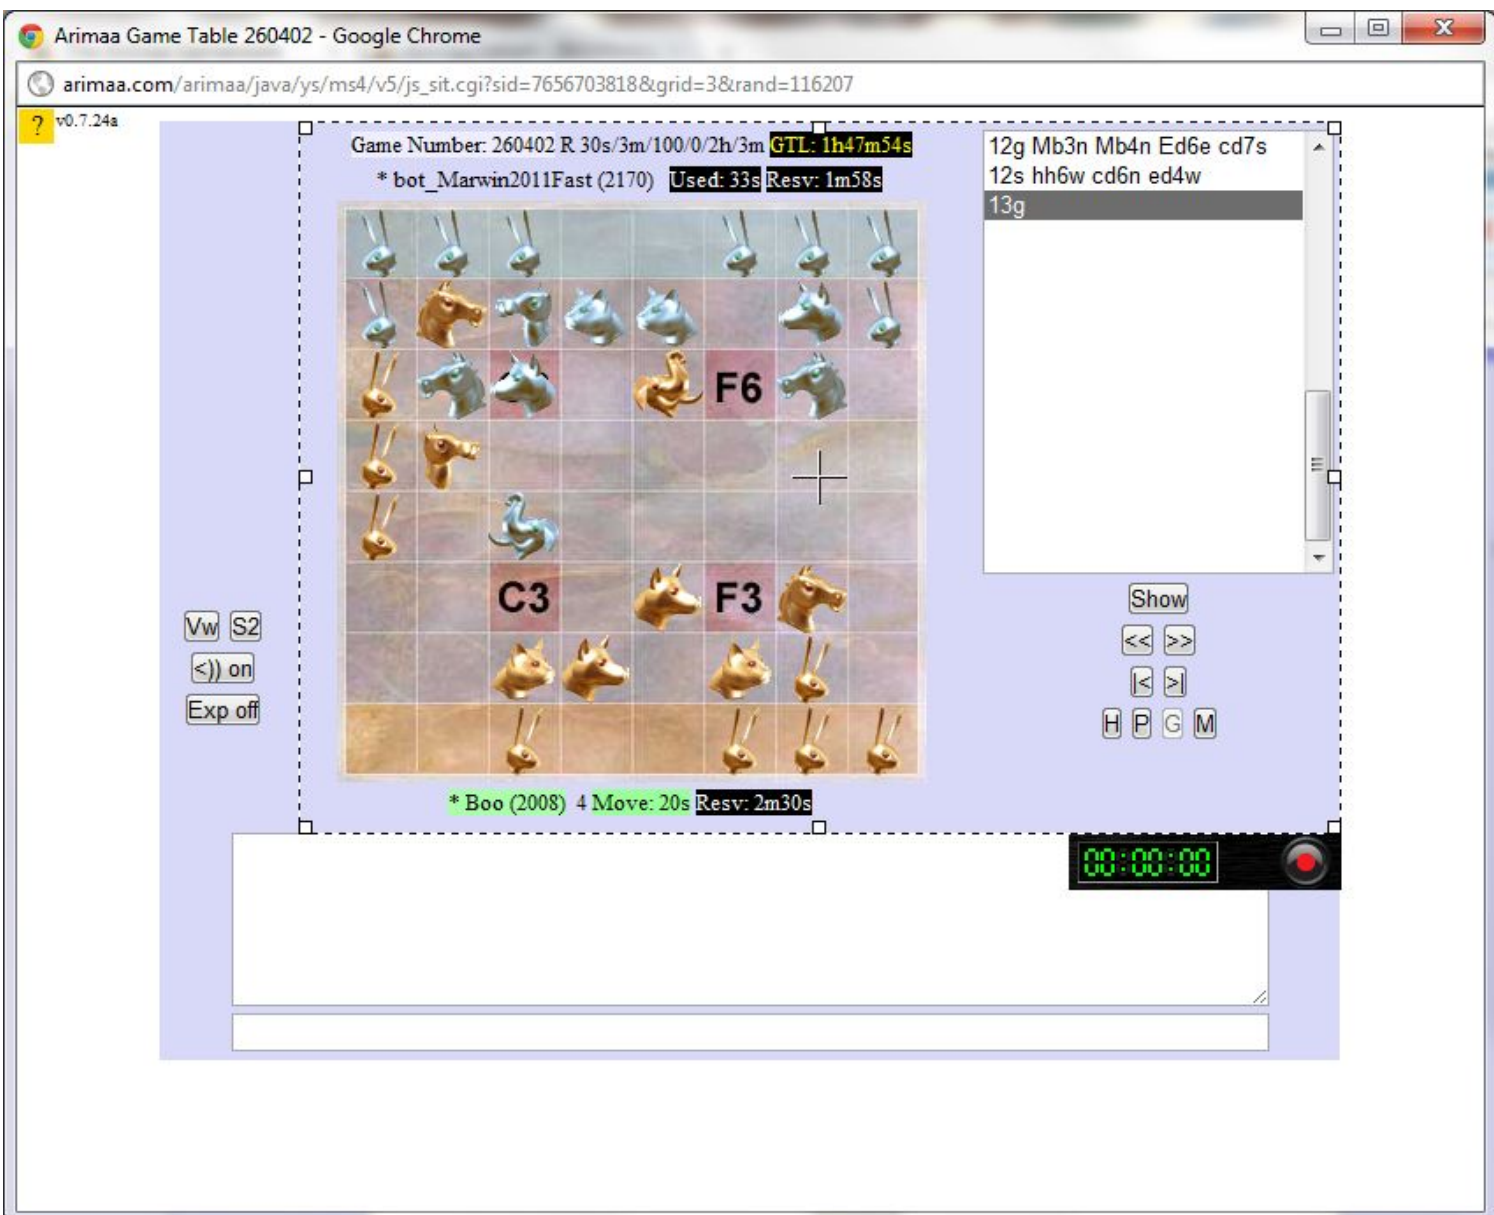 Arimaa Game Table 260402 - Google Chrome
arimaa.com/arimaa/java/ys/ms4/v5/js_sit.cgi?sid=7656703818&grid=3&rand=116207
? v0.7.24a
Game Number: 260402 R 30s/3m/100/0/2h/3m GTL: 1h47m54s
* bot_Marwin2011Fast (2170) Used: 33s Resv: 1m58s
12g Mb3n Mb4n Ed6e cd7s
12s hh6w cd6n ed4w
13g
F6
C3 F3
Vw S2
<)) on
Exp off
Show
<< >>
|< >|
H P G M
* Boo (2008) 4 Move: 20s Resv: 2m30s
00:00:00